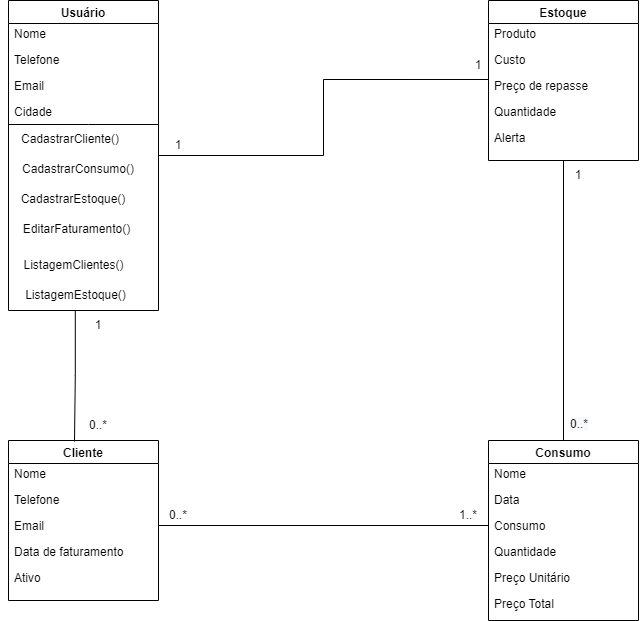 Usuário
Nome
Telefone
Email
Cidade
CadastrarCliente()
CadastrarConsumo()
CadastrarEstoque()
EditarFaturamento()
ListagemClientes()
ListagemEstoque()
1
1
Estoque
Produto
Custo
Preço de repasse
Quantidade
Alerta
1
1
0..*
0..*
Cliente
Nome
Telefone
Email
Data de faturamento
Ativo
0..*
1..*
Consumo
Nome
Data
Consumo
Quantidade
Preço Unitário
Preço Total